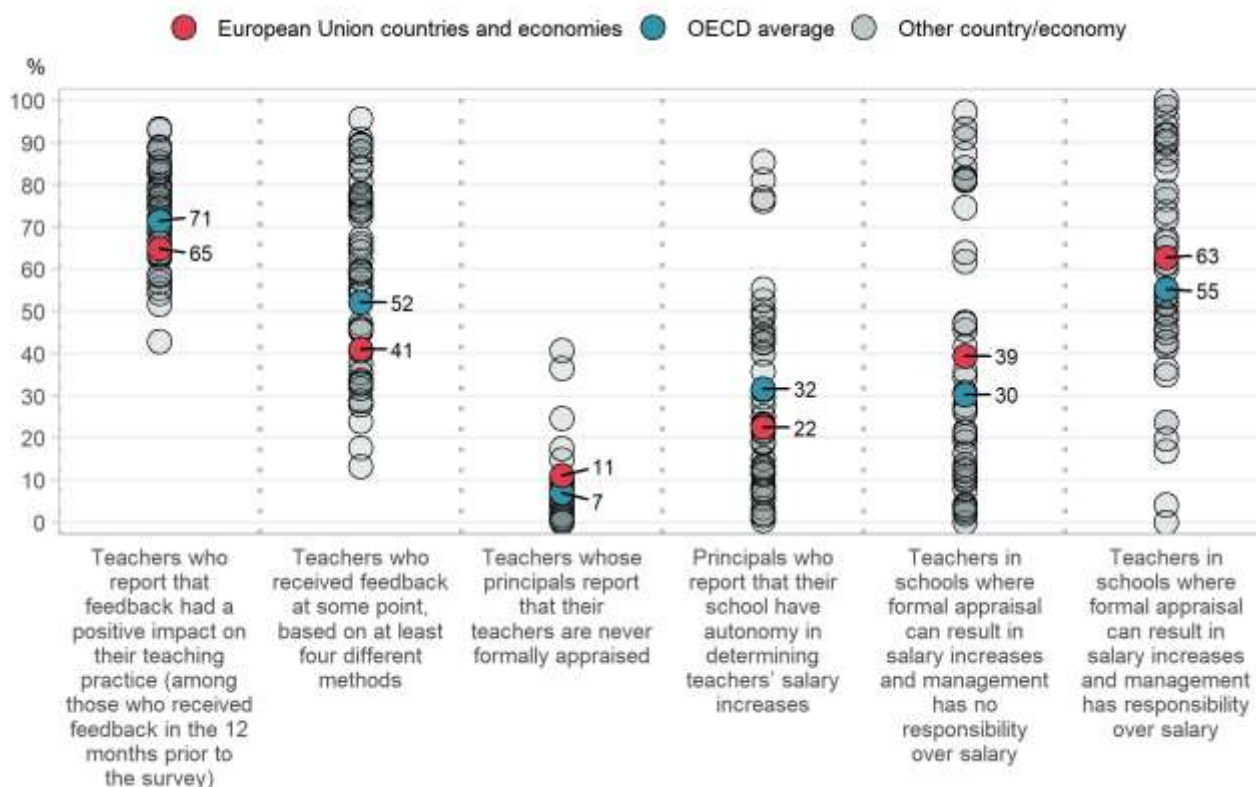 European Union countries and economies OECD average Other country/economy
%
100
90
80
70
60
50
40
30
20
10
0
71
65
52
41
11
7
32
22
39
30
63
55
Teachers who
report that
feedback had a
positive impact on
their teaching
practice (among
those who received
feedback in the 12
months prior to
the survey)
Teachers who
received feedback
at some point,
based on at least
four different
methods
Teachers whose
principals report
that their
teachers are never
formally appraised
Principals who
report that their
school have
autonomy in
determining
teachers' salary
increases
Teachers in
schools where
formal appraisal
can result in
salary increases
and management
has no
responsibility
over salary
Teachers in
schools where
formal appraisal
can result in
salary increases
and management
has responsibility
over salary